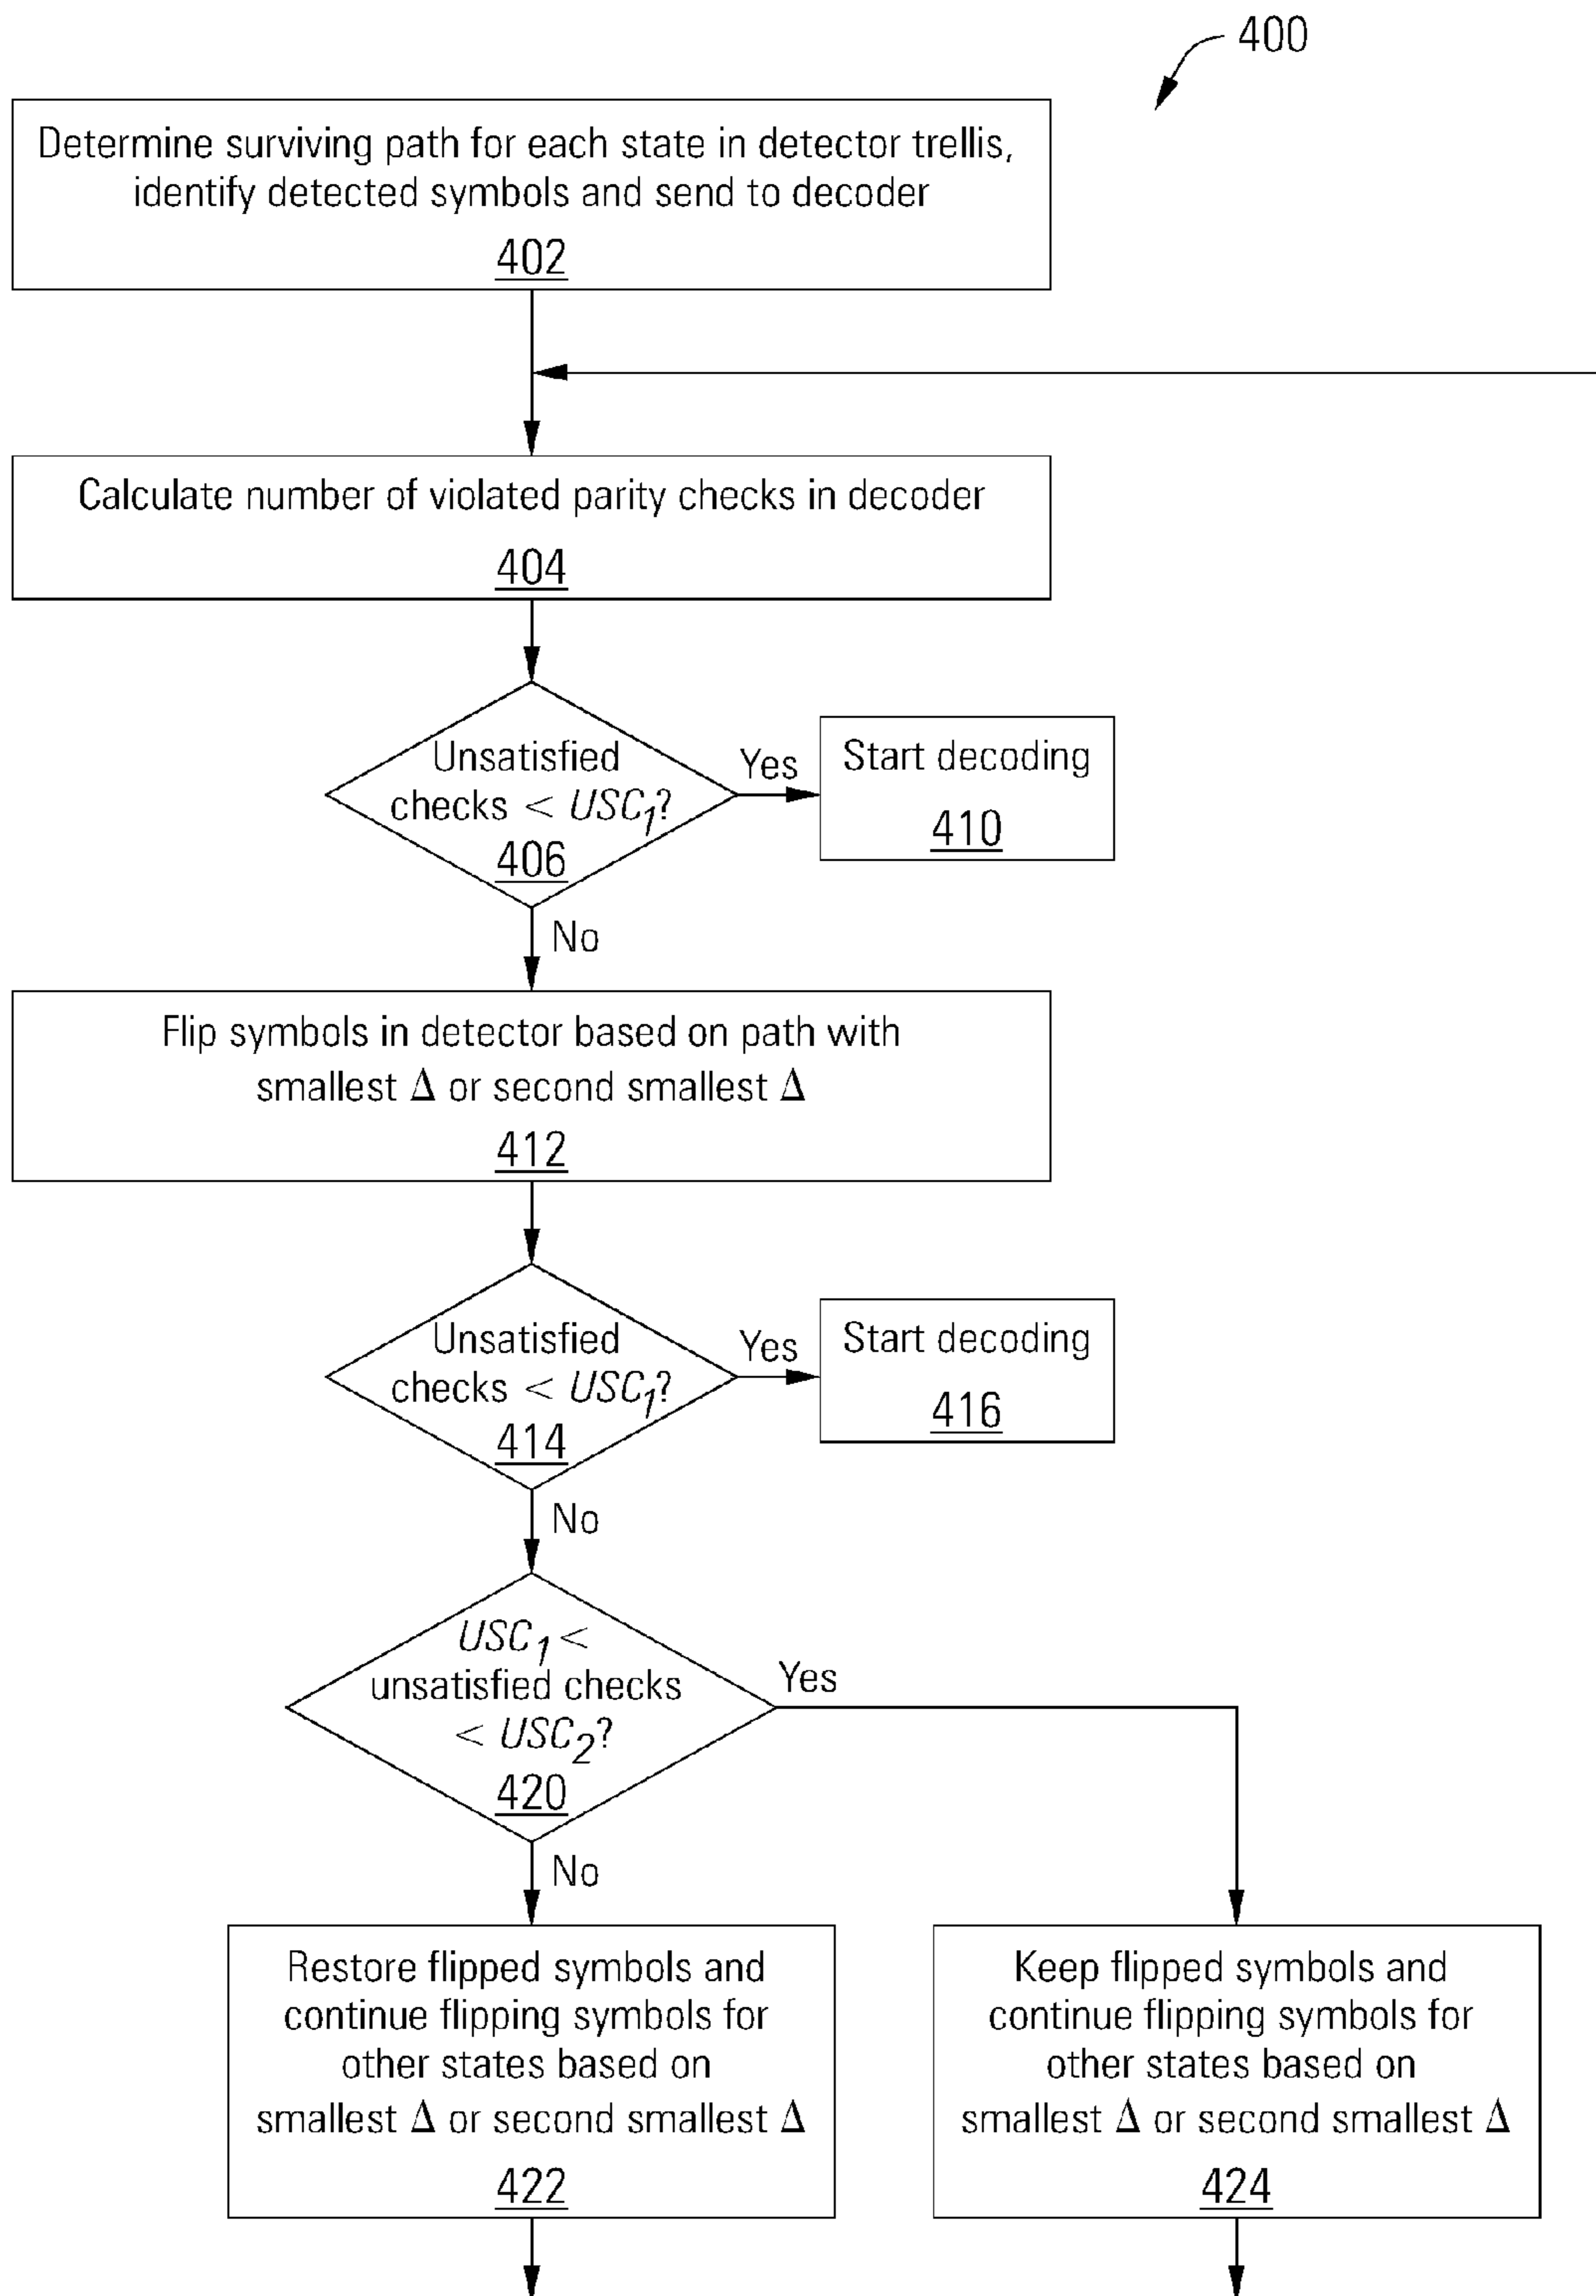 400
Determine surviving path for each state in detector trellis,
identify detected symbols and send to decoder
402
Calculate number of violated parity checks in decoder
404
Unsatisfied
checks < USC1?
406
Yes
Start decoding
410
No
Flip symbols in detector based on path with
smallest Δ or second smallest Δ
412
Unsatisfied
checks < USC1?
414
Yes
Start decoding
416
No
USC1 <
unsatisfied checks
< USC2?
420
Yes
No
Restore flipped symbols and
continue flipping symbols for
other states based on
smallest Δ or second smallest Δ
422
Keep flipped symbols and
continue flipping symbols for
other states based on
smallest Δ or second smallest Δ
424